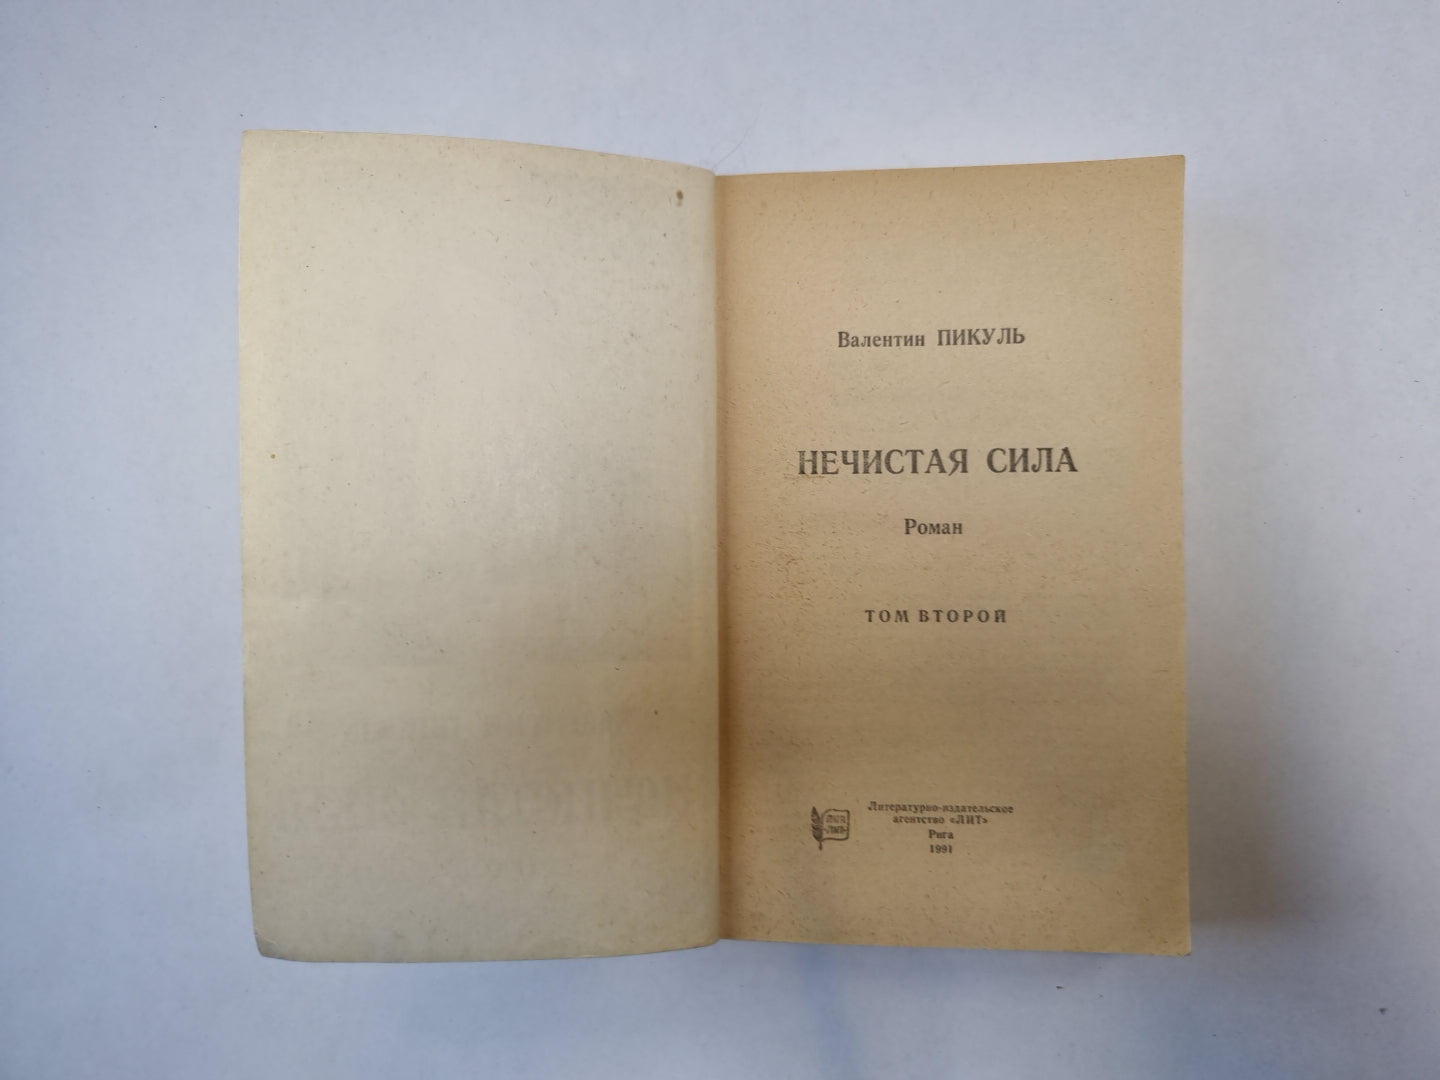 Валентин ПИКУЛЬ
НЕЧИСТАЯ СИЛА
Роман
ТОМ ВТОРОЙ
Литературно-издательское
агентство «ЛИТ»
Рига
1991